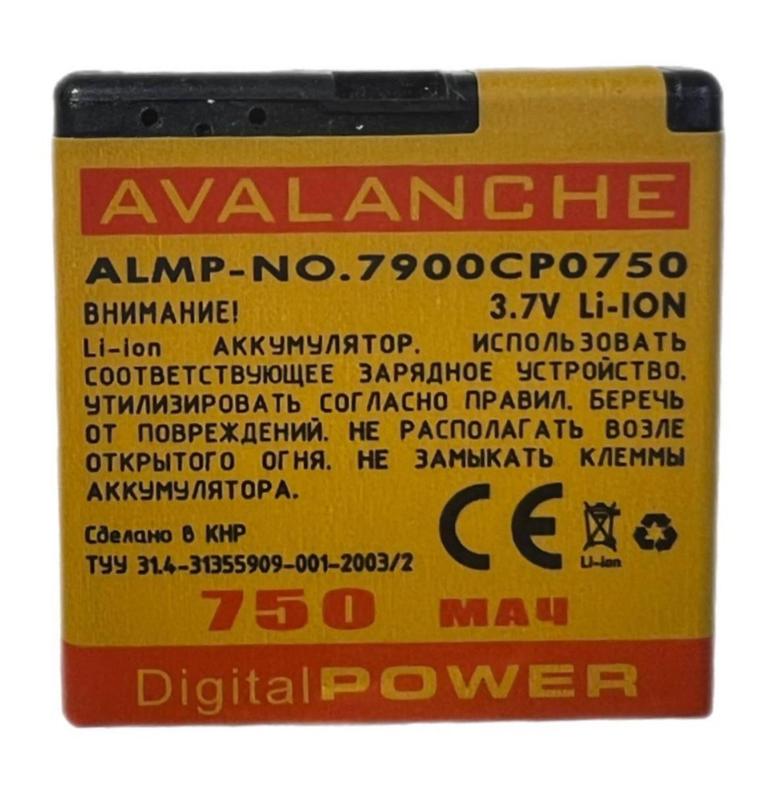 AVALANCHE
ALMP-NO.7900CP0750
ВНИМАНИЕ! 3.7V Li-ION
Li-Ion АККУМУЛЯТОР. ИСПОЛЬЗОВАТЬ
СООТВЕТСТВУЮЩЕЕ ЗАРЯДНОЕ УСТРОЙСТВО.
УТИЛИЗИРОВАТЬ СОГЛАСНО ПРАВИЛ. БЕРЕЧЬ
ОТ ПОВРЕЖДЕНИЙ. НЕ РАСПОЛАГАТЬ ВОЗЛЕ
ОТКРЫТОГО ОГНЯ. НЕ ЗАМЫКАТЬ КЛЕММЫ
АККУМУЛЯТОРА.
CE
Сделано в КНР
ТУУ 31.4-31355909-001-2003/2 Li-Ion
750 МАЧ
DigitalPOWER